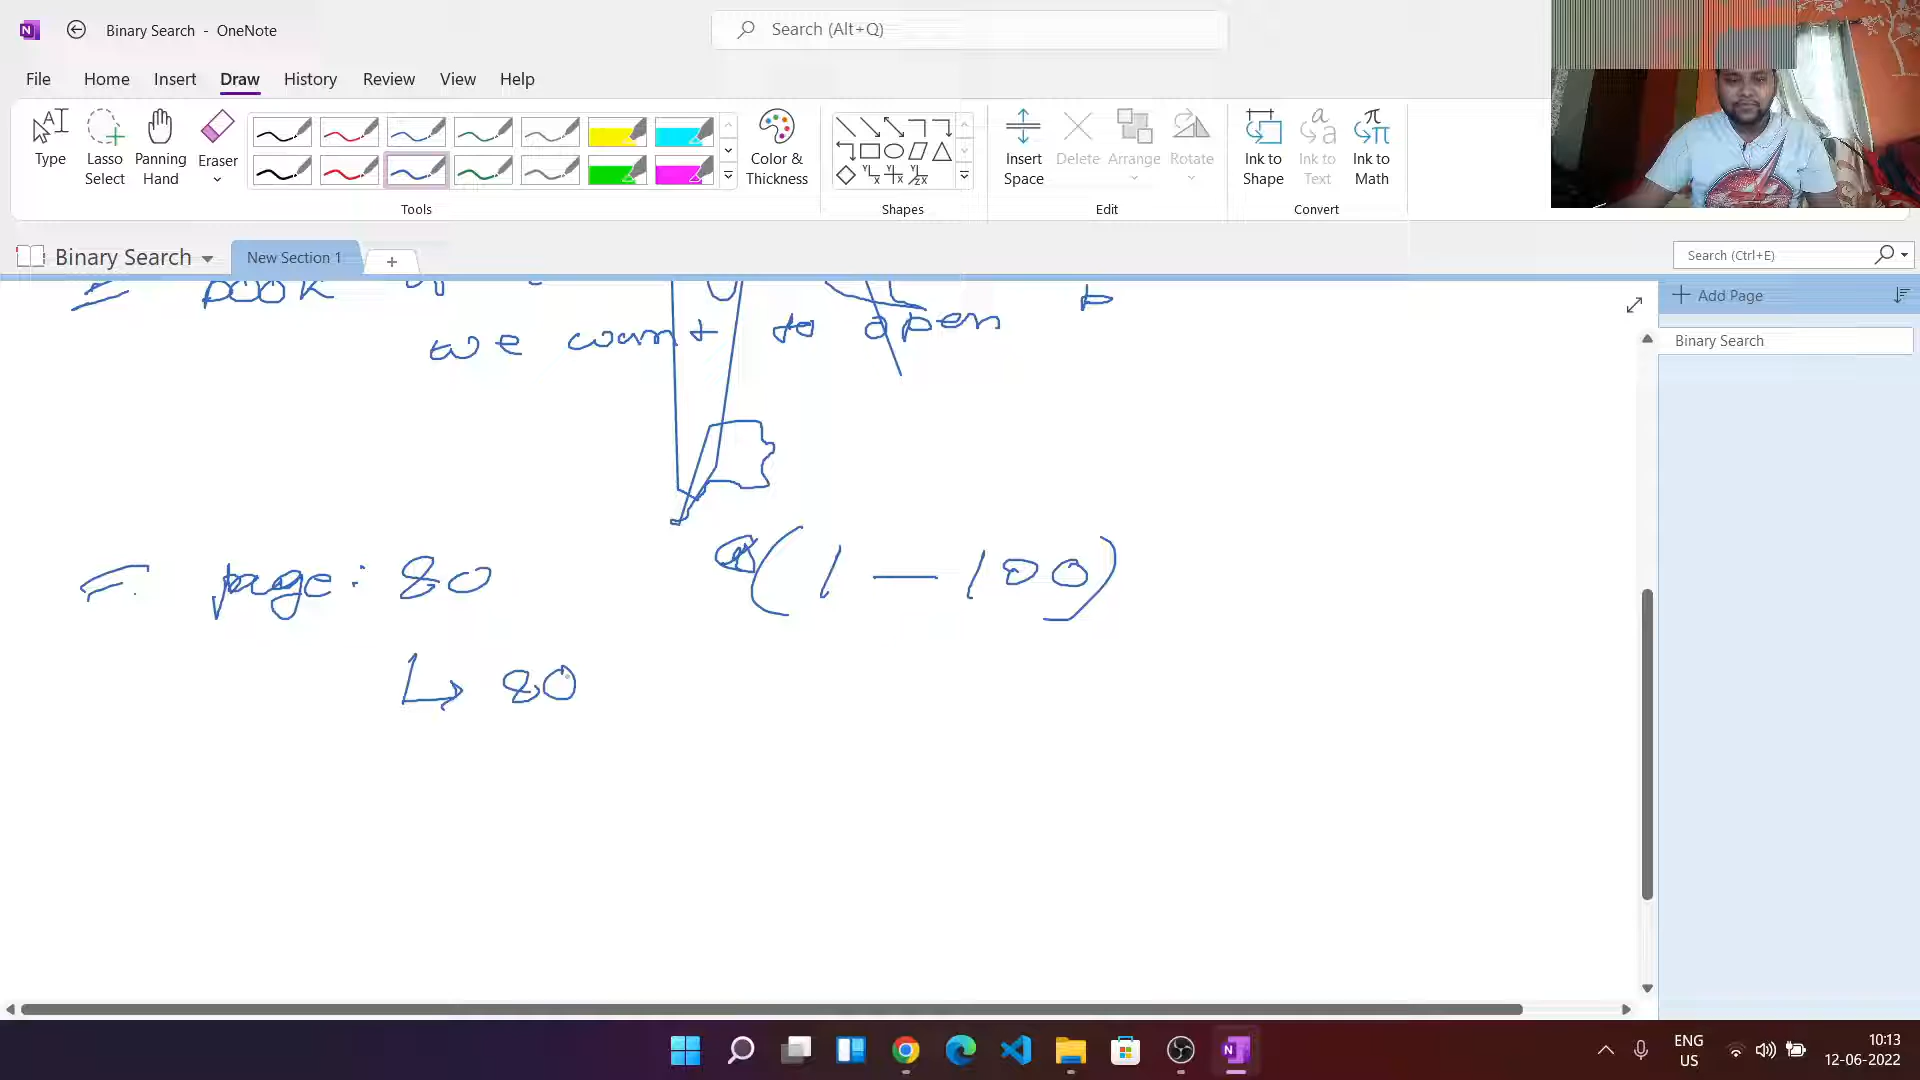 Binary Search - OneNote
Search (Alt+Q)
File Home Insert Draw History Review View Help
Type
Lasso Select
Panning Hand
Eraser
Color & Thickness
Insert Space
Delete
Arrange
Rotate
Ink to Shape
Ink to Text
Ink to Math
Tools
Shapes
Edit
Convert
Binary Search
New Section 1
Search (Ctrl+E)
Add Page
Binary Search
book
we want to open
page: 80 (1 — 100)
↳ 80
ENG
US
10:13
12-06-2022